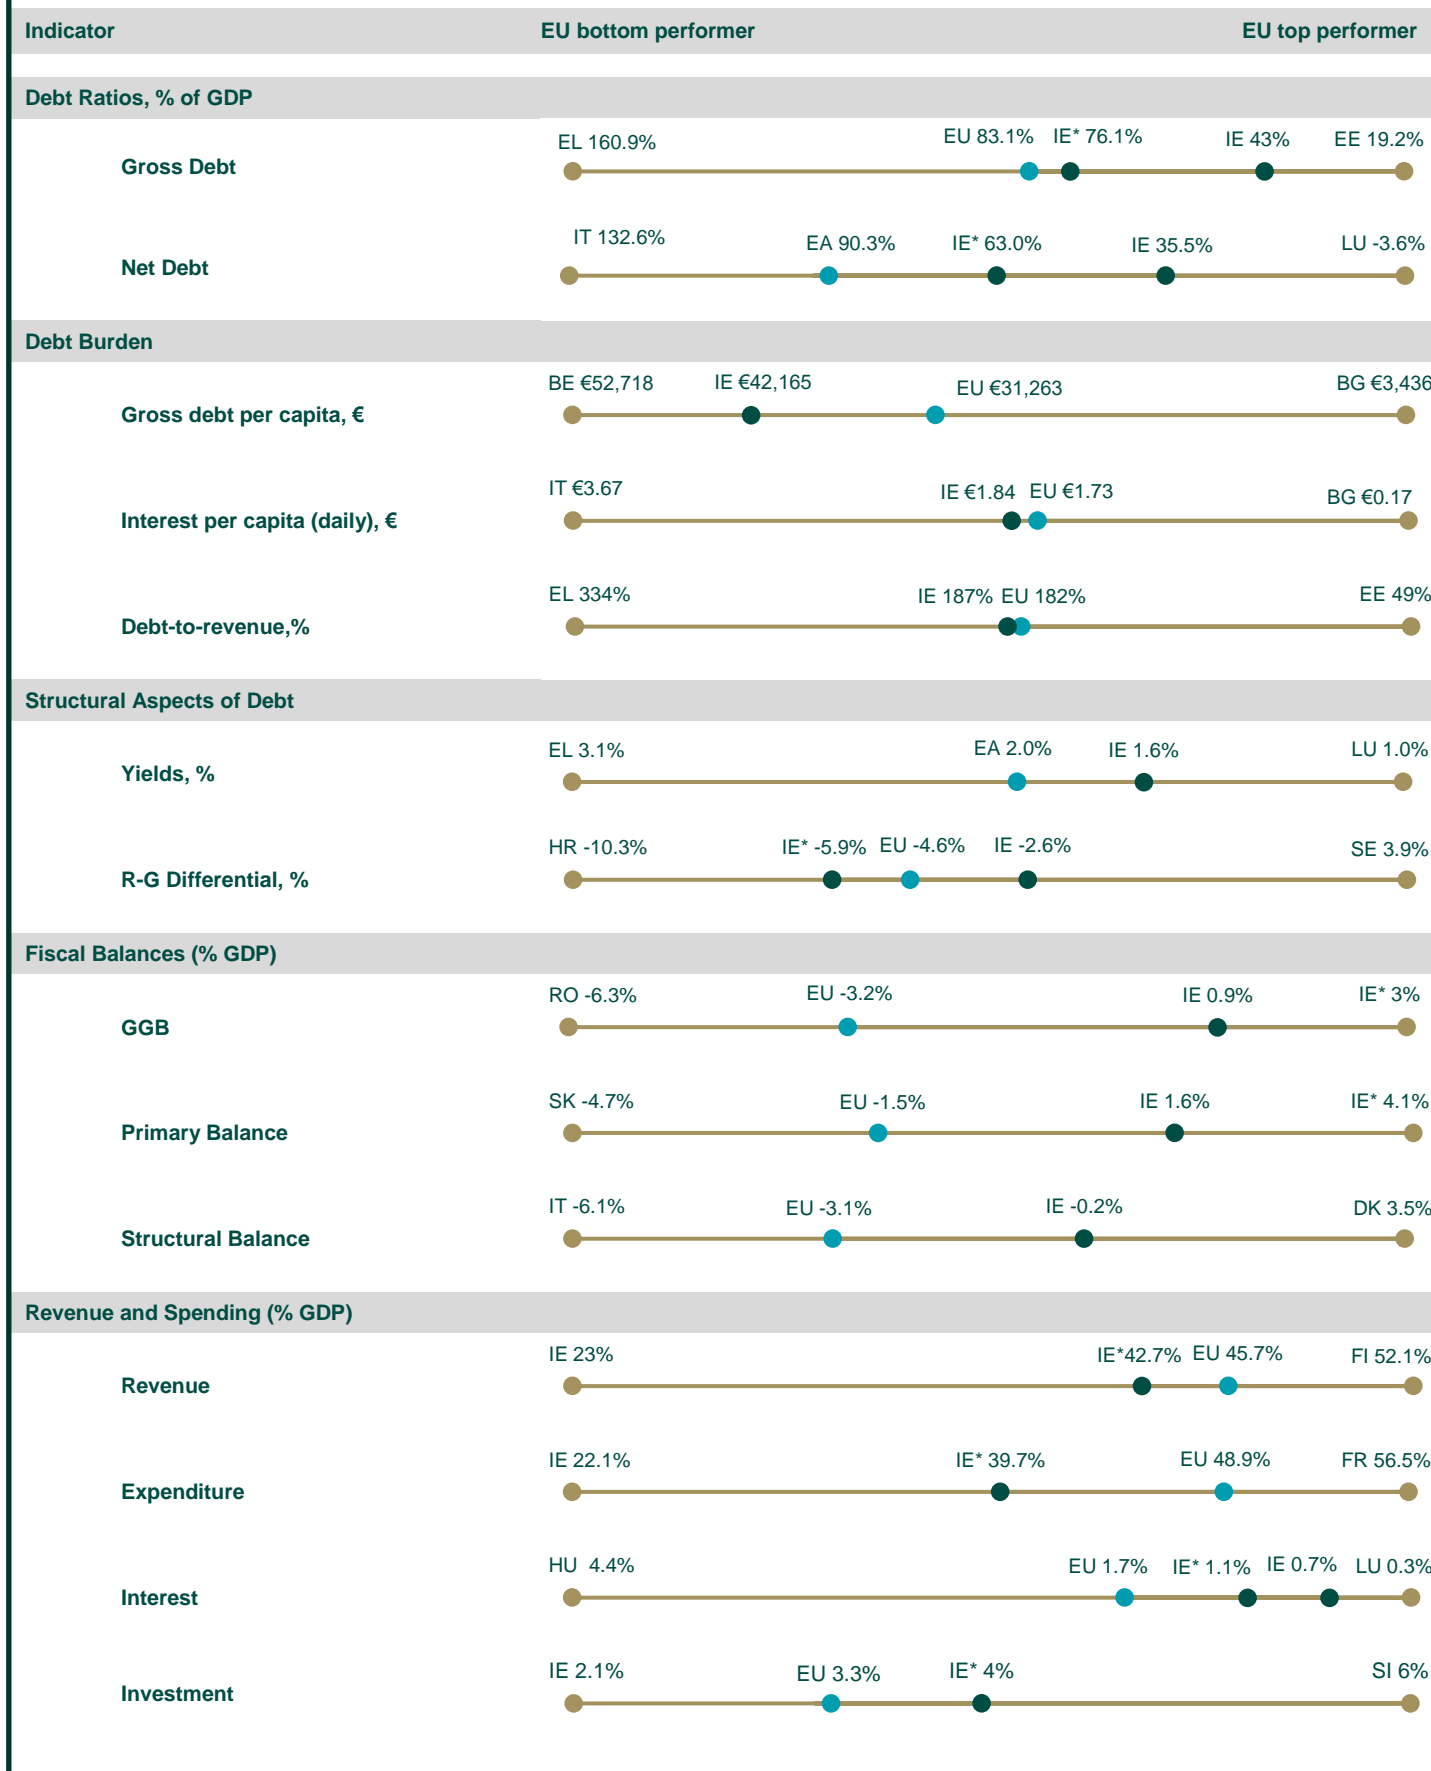 Indicator EU bottom performer EU top performer
Debt Ratios, % of GDP
EL 160.9% EU 83.1% IE* 76.1% IE 43% EE 19.2%
Gross Debt
IT 132.6% EA 90.3% IE* 63.0% IE 35.5% LU -3.6%
Net Debt
Debt Burden
BE €52,718 IE €42,165 EU €31,263 BG €3,436
Gross debt per capita, €
IT €3.67 IE €1.84 EU €1.73 BG €0.17
Interest per capita (daily), €
EL 334% IE 187% EU 182% EE 49%
Debt-to-revenue,%
Structural Aspects of Debt
EL 3.1% EA 2.0% IE 1.6% LU 1.0%
Yields, %
HR -10.3% IE* -5.9% EU -4.6% IE -2.6% SE 3.9%
R-G Differential, %
Fiscal Balances (% GDP)
RO -6.3% EU -3.2% IE 0.9% IE* 3%
GGB
SK -4.7% EU -1.5% IE 1.6% IE* 4.1%
Primary Balance
IT -6.1% EU -3.1% IE -0.2% DK 3.5%
Structural Balance
Revenue and Spending (% GDP)
IE 23% IE*42.7% EU 45.7% FI 52.1%
Revenue
IE 22.1% IE* 39.7% EU 48.9% FR 56.5%
Expenditure
HU 4.4% EU 1.7% IE* 1.1% IE 0.7% LU 0.3%
Interest
IE 2.1% EU 3.3% IE* 4% SI 6%
Investment